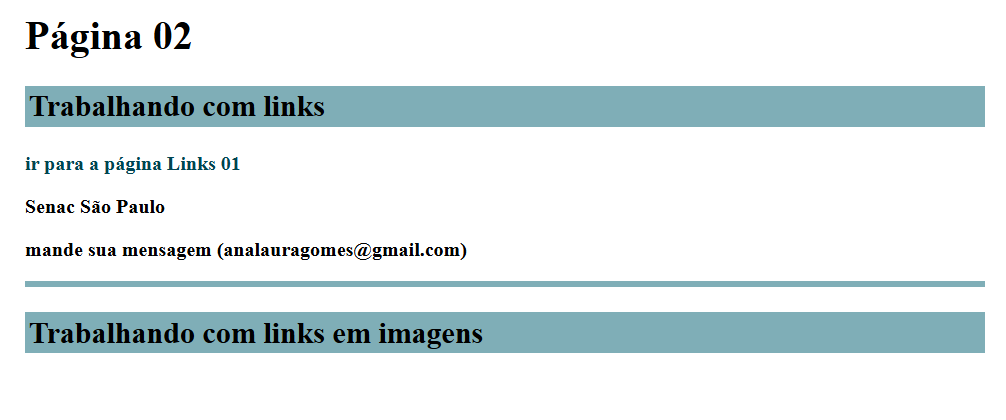 Página 02
Trabalhando com links
ir para a página Links 01
Senac São Paulo
mande sua mensagem (analauragomes@gmail.com)
Trabalhando com links em imagens